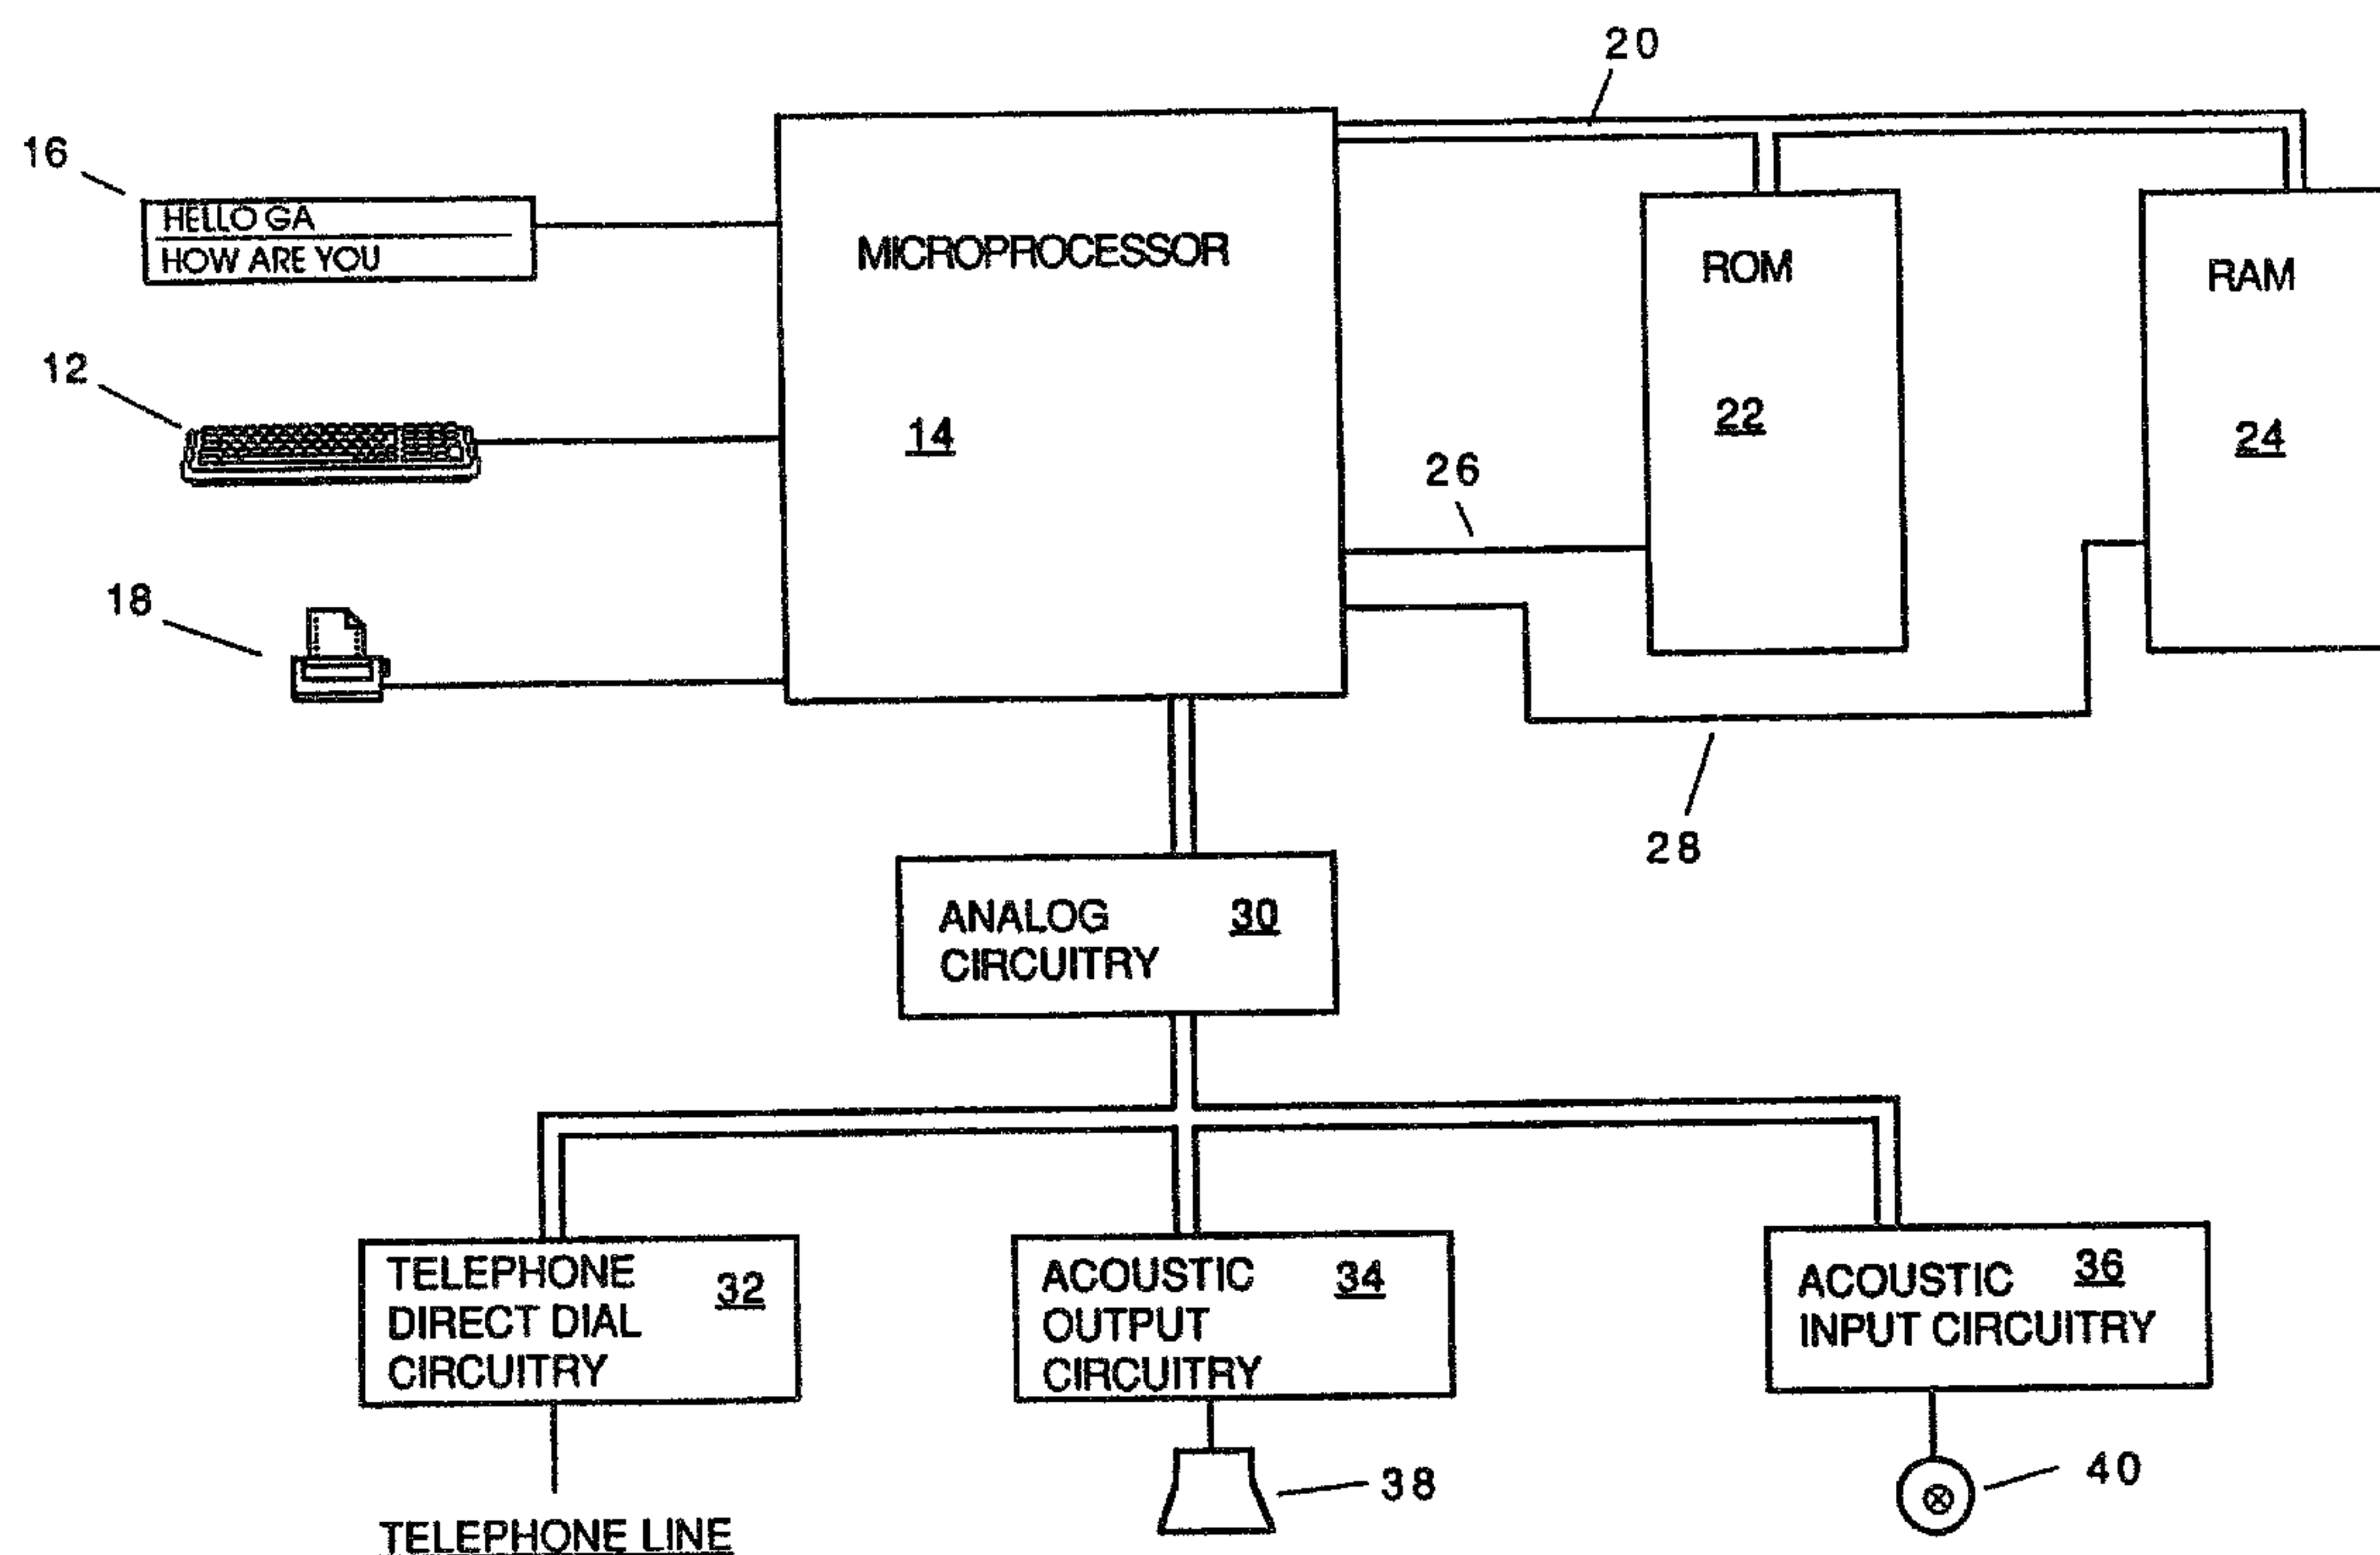 20
16
HELLO GA
HOW ARE YOU
MICROPROCESSOR
14
ROM
22
RAM
24
12
26
18
28
ANALOG
CIRCUITRY
30
TELEPHONE
DIRECT DIAL
CIRCUITRY
32
ACOUSTIC
OUTPUT
CIRCUITRY
34
ACOUSTIC
INPUT CIRCUITRY
36
38
40
TELEPHONE LINE